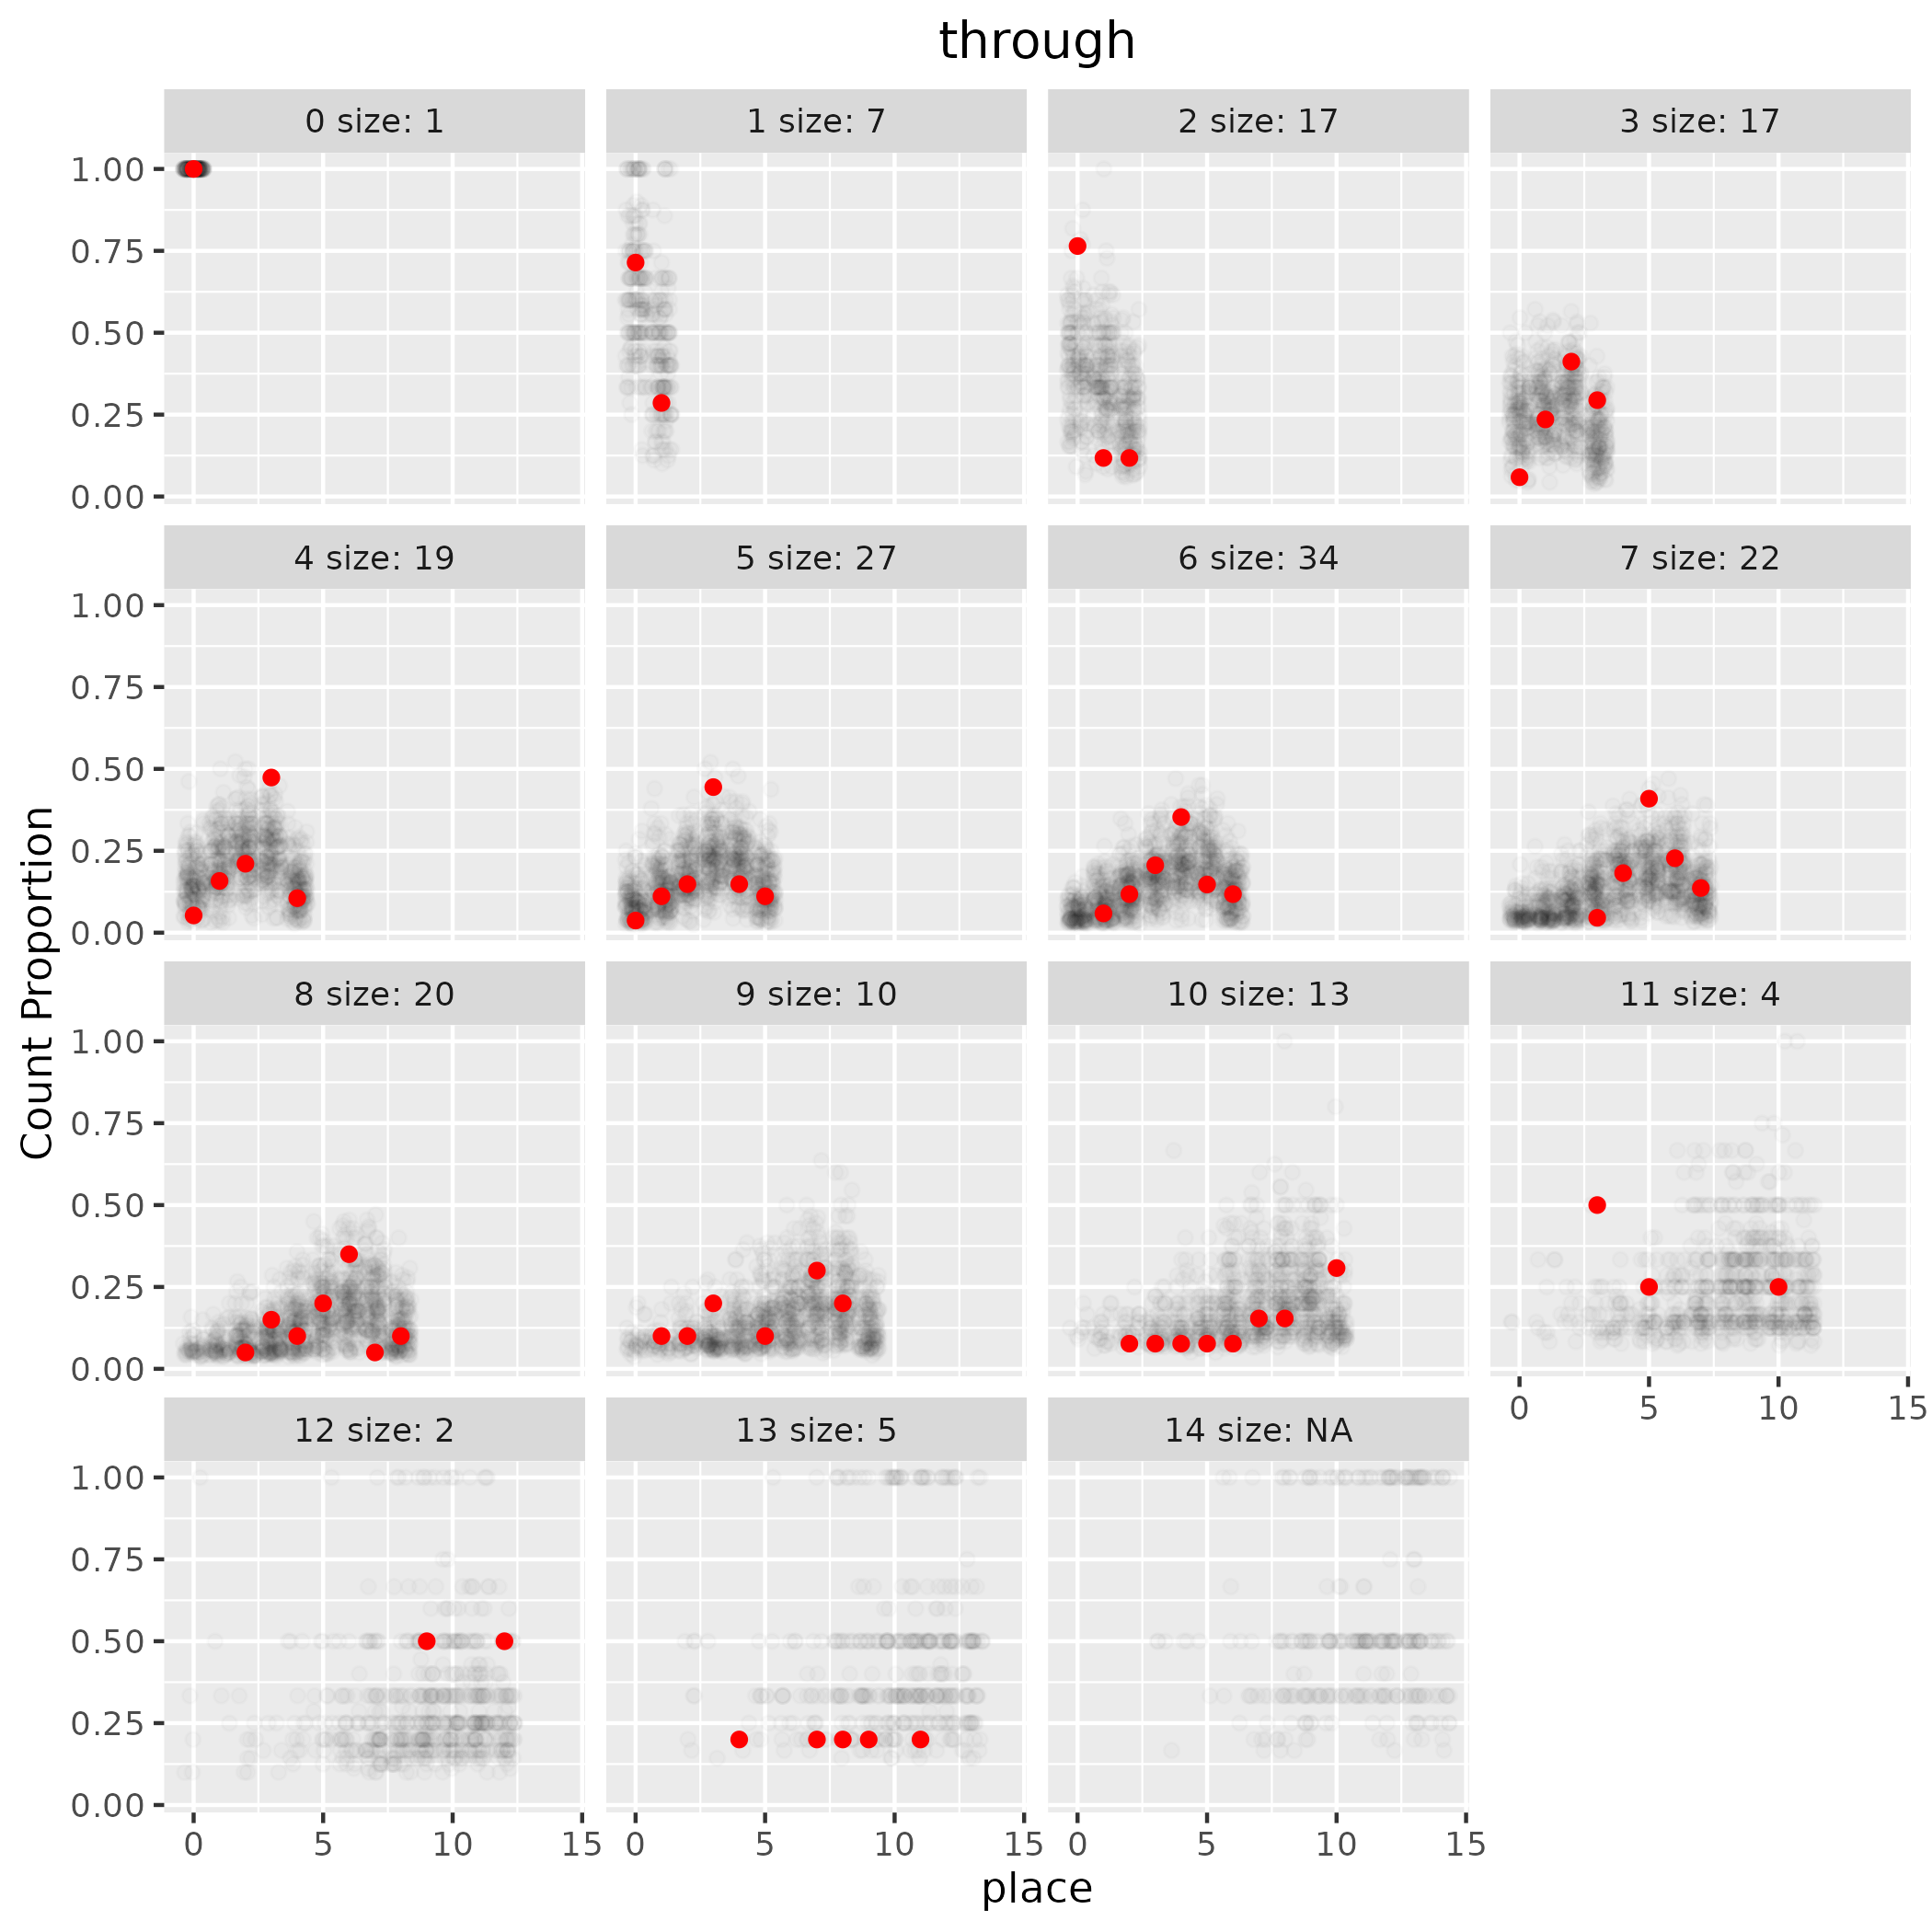 through
0 size: 1
1 size: 7
2 size: 17
3 size: 17
1.00
0.75
0.50
0.25
0.00
4 size: 19
5 size: 27
6 size: 34
7 size: 22
1.00
0.75
0.50
0.25
0.00
Count Proportion
8 size: 20
9 size: 10
10 size: 13
11 size: 4
1.00
0.75
0.50
0.25
0.00
0 5 10 15
12 size: 2
13 size: 5
14 size: NA
1.00
0.75
0.50
0.25
0.00
0 5 10 15
0 5 10 15
0 5 10 15
place